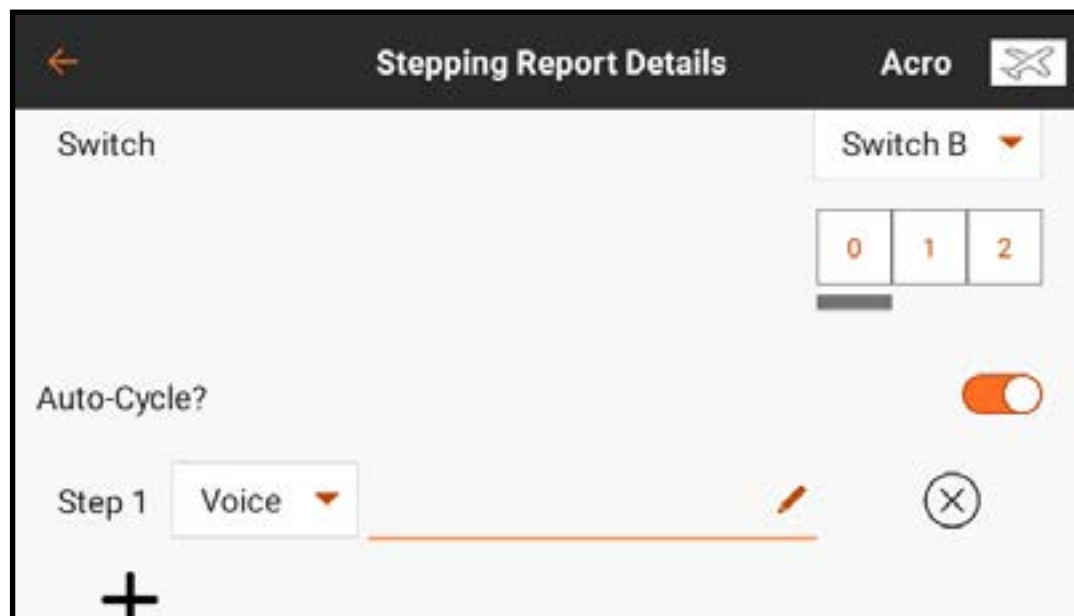 Stepping Report Details Acro
Switch Switch B
0 1 2
Auto-Cycle?
Step 1 Voice